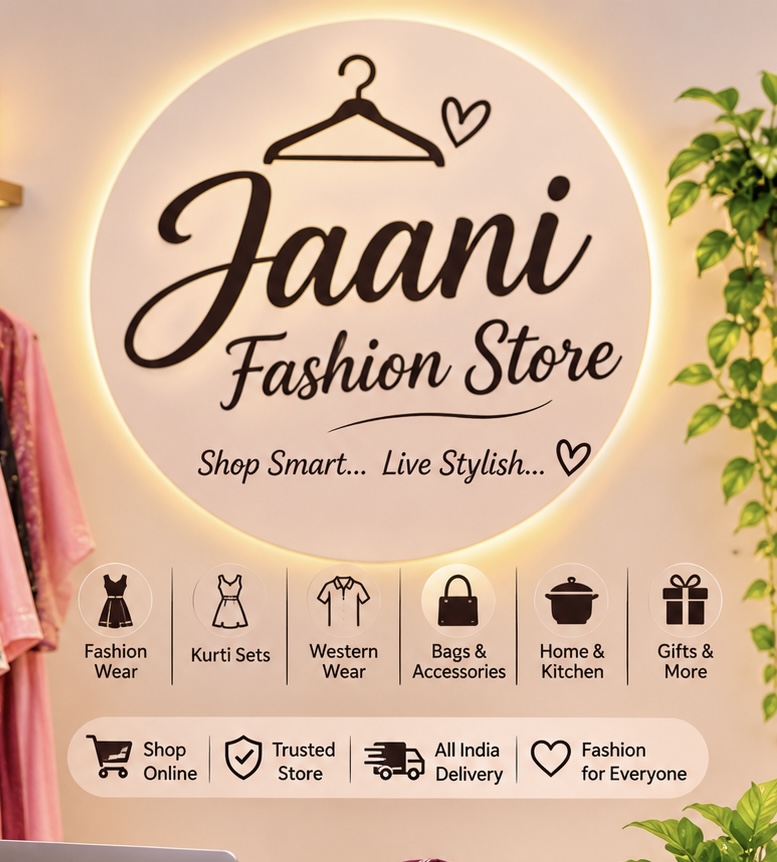 Jaani
Fashion Store
Shop Smart... Live Stylish...
Fashion
Wear
Kurti Sets
Western
Wear
Bags &
Accessories
Home &
Kitchen
Gifts &
More
Shop
Online
Trusted
Store
All India
Delivery
Fashion
for Everyone